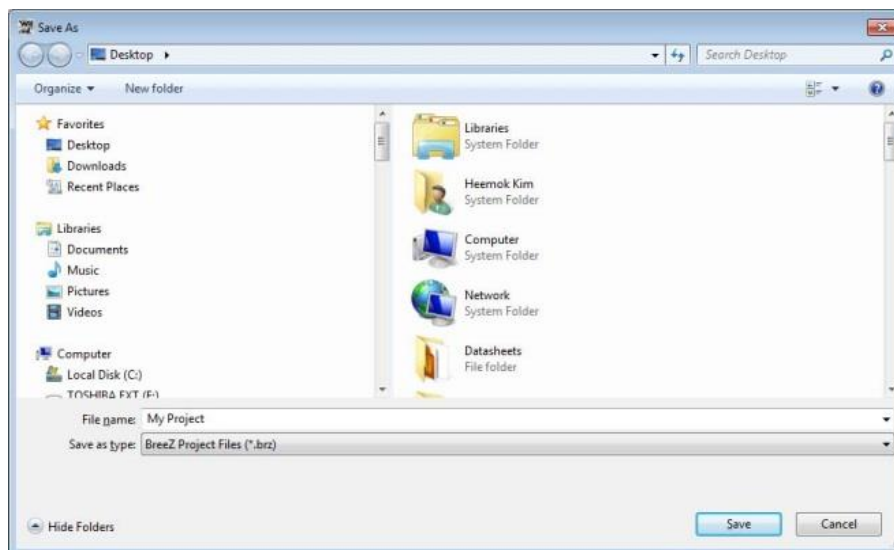 Save As
Desktop
Search Desktop
Organize
New folder
Favorites
Desktop
Downloads
Recent Places
Libraries
Documents
Music
Pictures
Videos
Computer
Local Disk (C:)
TOSHIBA EXT (F:)
Libraries
System Folder
Heemok Kim
System Folder
Computer
System Folder
Network
System Folder
Datasheets
File folder
File name: My Project
Save as type: BreeZ Project Files (*.brz)
Hide Folders
Save
Cancel